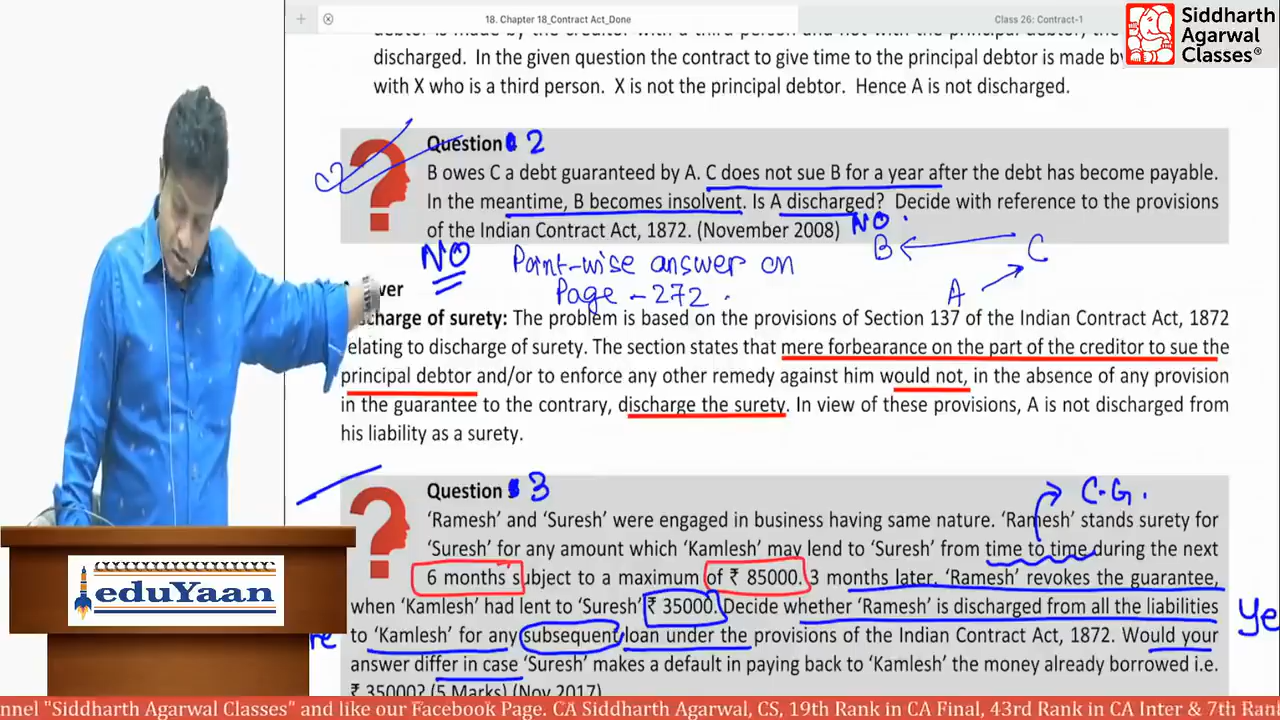 18. Chapter 18_Contract Act_Done
Class 26: Contract-1
Siddharth
Agarwal
Classes®
discharged. In the given question the contract to give time to the principal debtor is made by
with X who is a third person. X is not the principal debtor. Hence A is not discharged.
Question 2
B owes C a debt guaranteed by A. C does not sue B for a year after the debt has become payable.
In the meantime, B becomes insolvent. Is A discharged? Decide with reference to the provisions
of the Indian Contract Act, 1872. (November 2008) NO.
B C
A
NO Point-wise answer on
Page - 272.
Discharge of surety: The problem is based on the provisions of Section 137 of the Indian Contract Act, 1872
relating to discharge of surety. The section states that mere forbearance on the part of the creditor to sue the
principal debtor and/or to enforce any other remedy against him would not, in the absence of any provision
in the guarantee to the contrary, discharge the surety. In view of these provisions, A is not discharged from
his liability as a surety.
Question 3
C.G.
'Ramesh' and 'Suresh' were engaged in business having same nature. 'Ramesh' stands surety for
'Suresh' for any amount which 'Kamlesh' may lend to 'Suresh' from time to time during the next
6 months subject to a maximum of ₹ 85000. 3 months later, 'Ramesh' revokes the guarantee,
when 'Kamlesh' had lent to 'Suresh' ₹ 35000. Decide whether 'Ramesh' is discharged from all the liabilities
to 'Kamlesh' for any subsequent loan under the provisions of the Indian Contract Act, 1872. Would your
Ye
answer differ in case 'Suresh' makes a default in paying back to 'Kamlesh' the money already borrowed i.e.
₹ 35000? (5 Marks) (Nov 2017)
eduYaan
nnel "Siddharth Agarwal Classes" and like our Facebook Page. CA Siddharth Agarwal, CS, 19th Rank in CA Final, 43rd Rank in CA Inter & 7th Ran